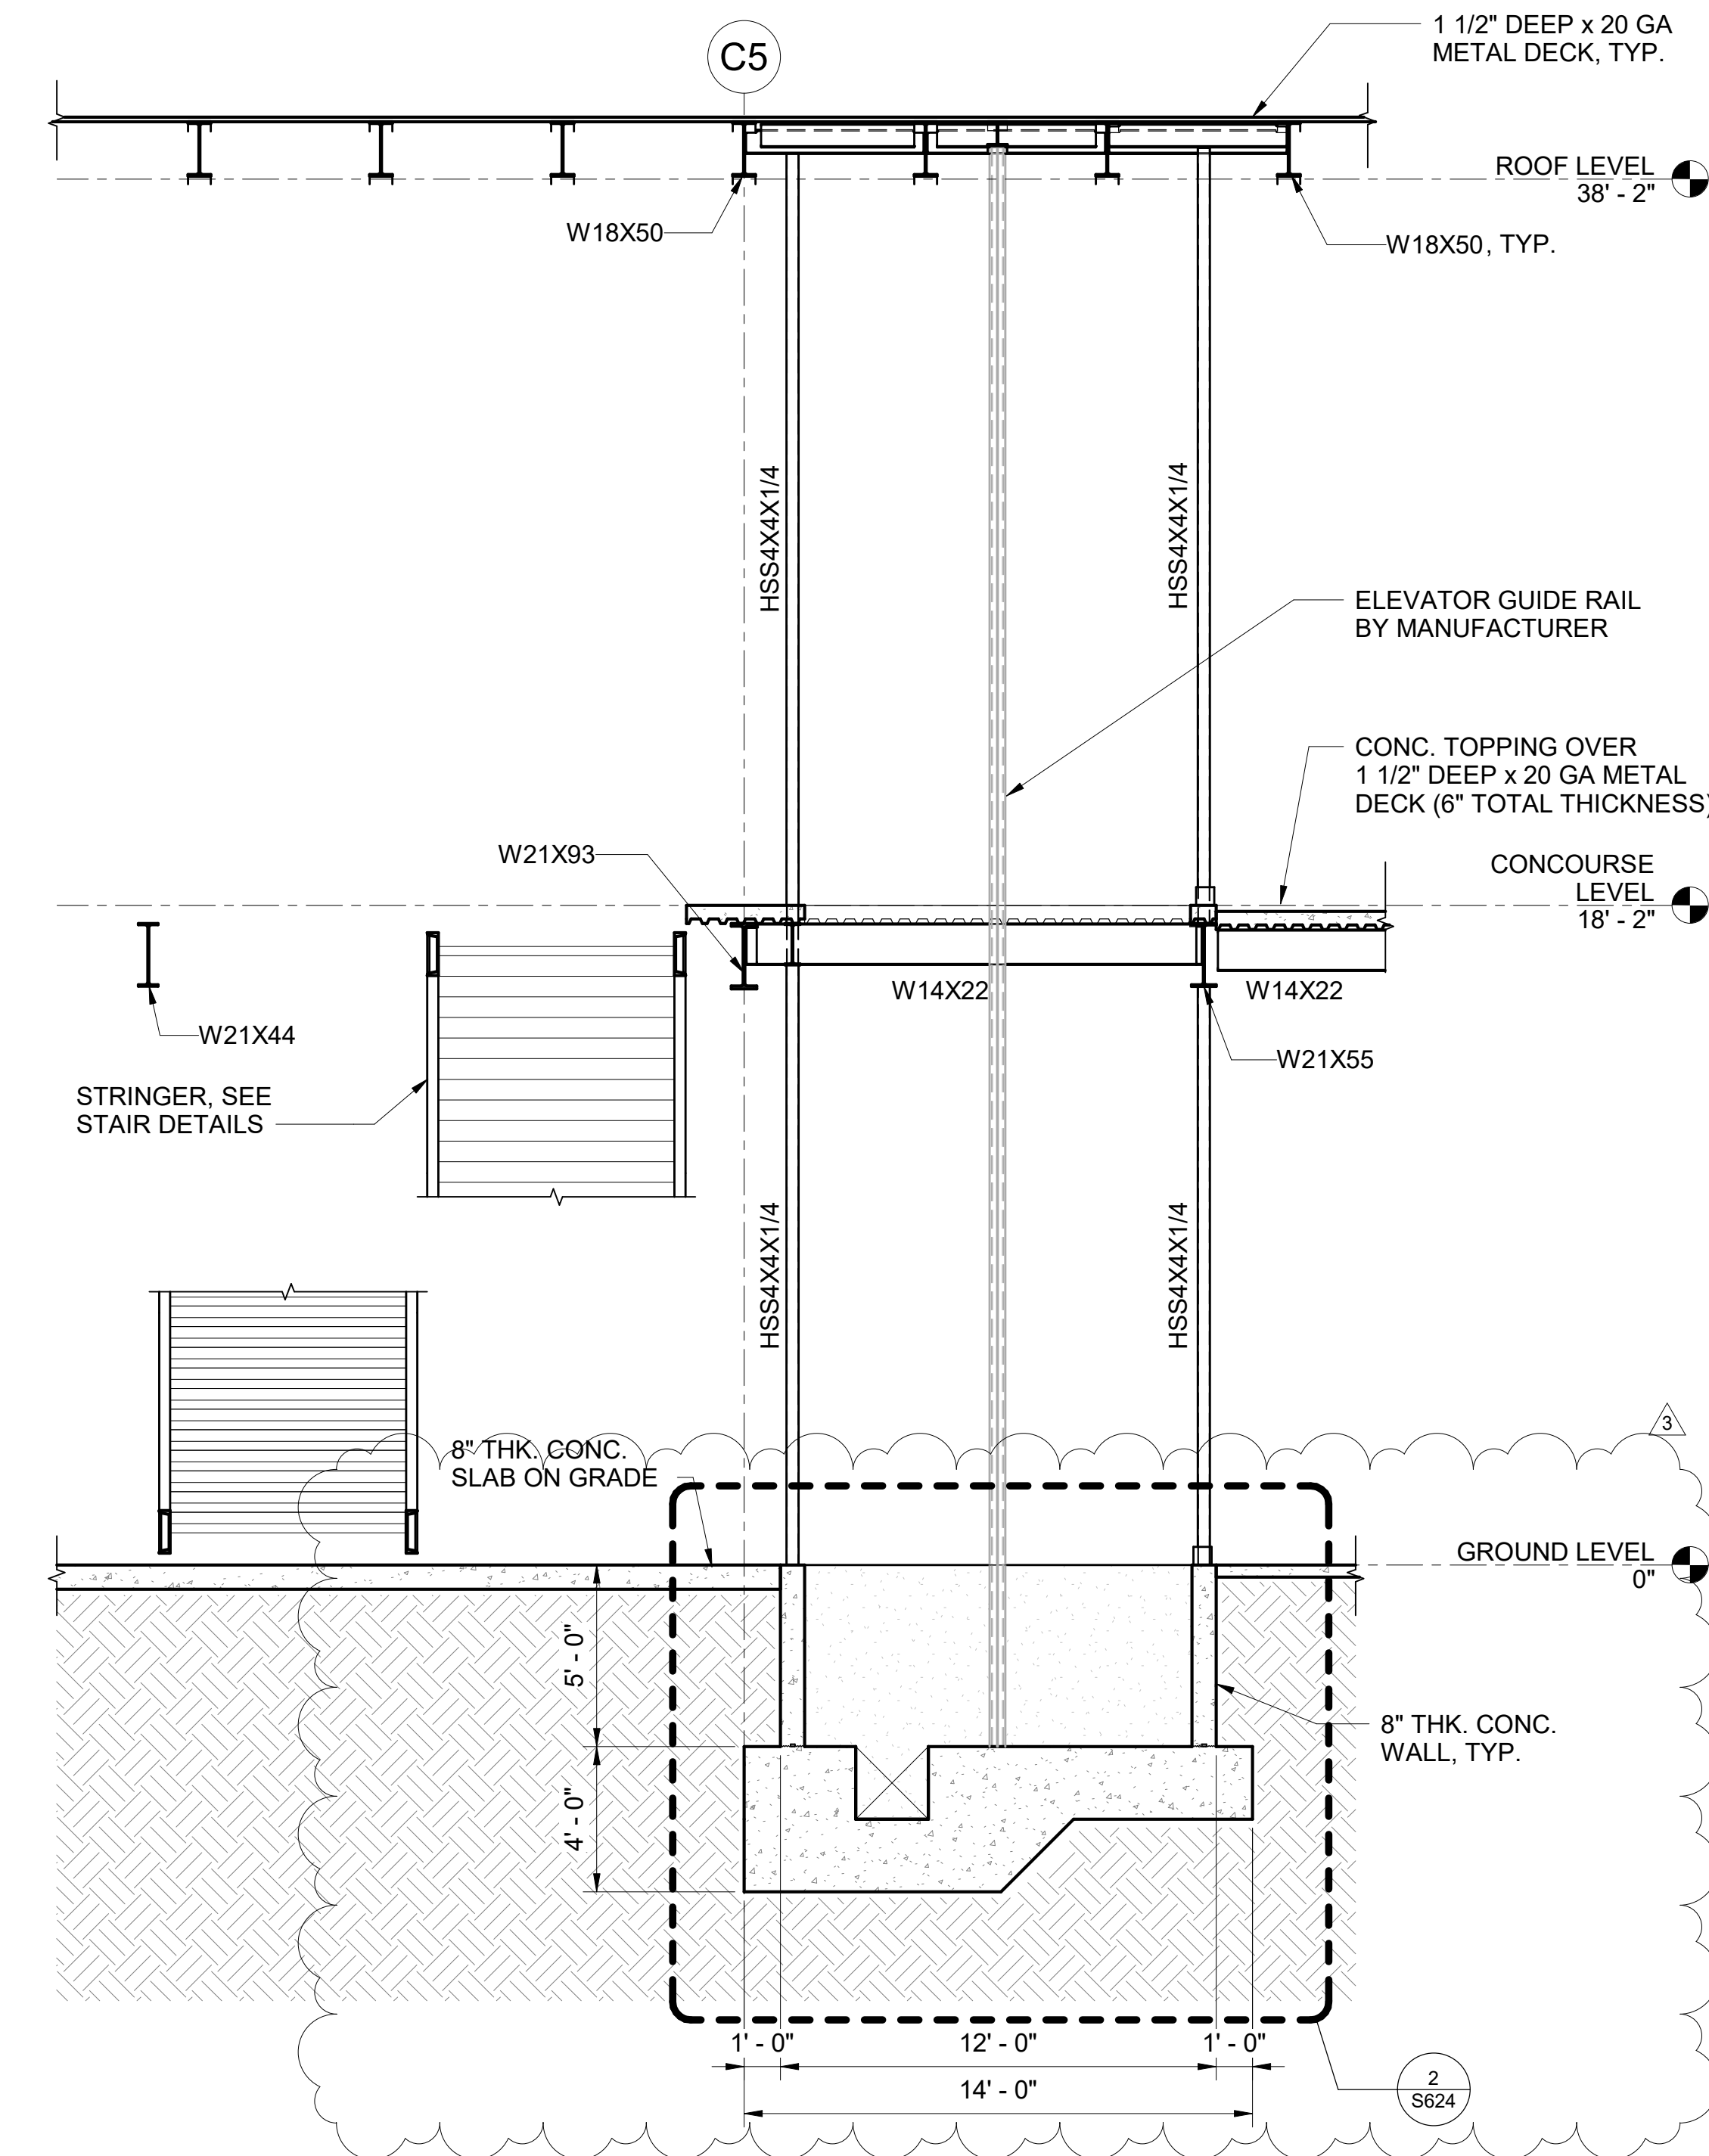 1 1/2" DEEP x 20 GA
METAL DECK, TYP.
C5
ROOF LEVEL
38' - 2"
W18X50
W18X50, TYP.
HSS4X4X1/4
HSS4X4X1/4
ELEVATOR GUIDE RAIL
BY MANUFACTURER
CONC. TOPPING OVER
1 1/2" DEEP x 20 GA METAL
DECK (6" TOTAL THICKNESS)
W21X93
CONCOURSE
LEVEL
18' - 2"
W14X22
W14X22
W21X44
W21X55
STRINGER, SEE
STAIR DETAILS
HSS4X4X1/4
HSS4X4X1/4
3
8" THK. CONC.
SLAB ON GRADE
GROUND LEVEL
0"
5' - 0"
8" THK. CONC.
WALL, TYP.
4' - 0"
1' - 0"
12' - 0"
1' - 0"
14' - 0"
2
S624